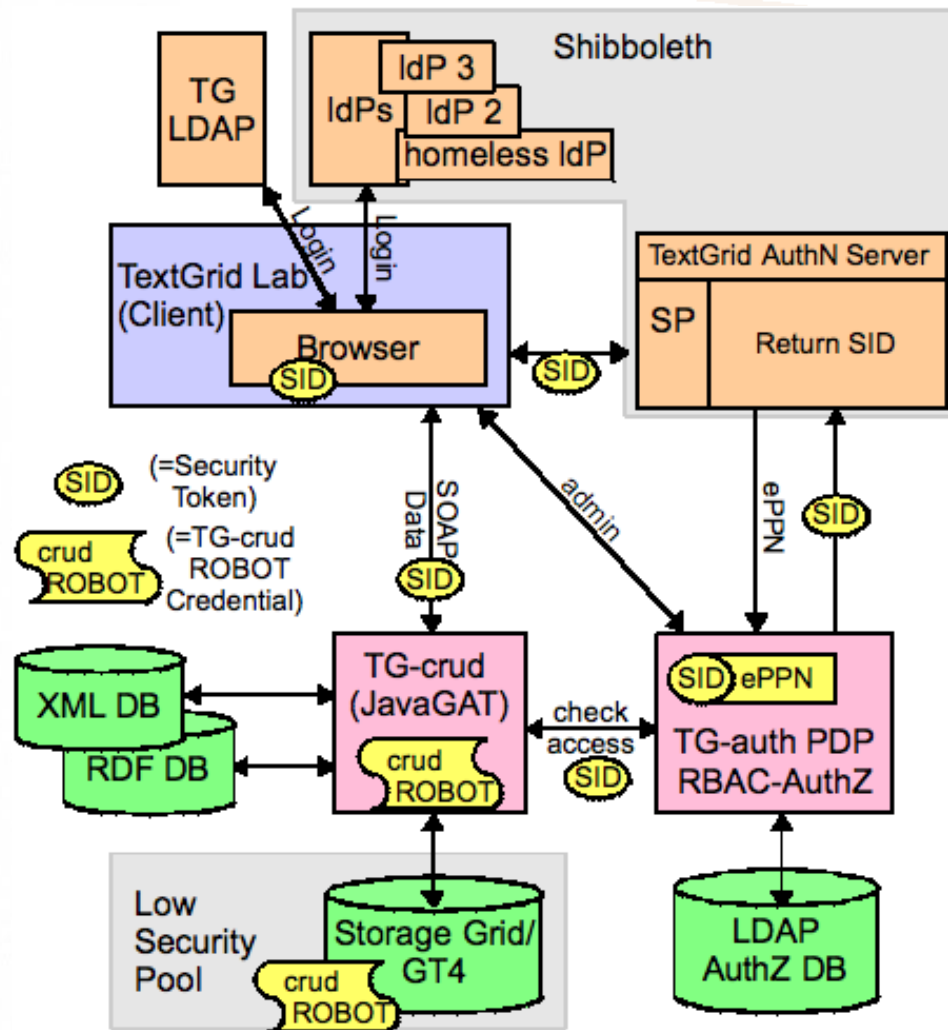 Shibboleth
TG
LDAP
IdPs
IdP 3
IdP 2
homeless IdP
Login
Login
TextGrid Lab
(Client)
Browser
SID
SID
TextGrid AuthN Server
SP
Return SID
SID
(=Security
Token)
crud
ROBOT
(=TG-crud
ROBOT
Credential)
SOAP
Data
SID
admin
ePPN
SID
XML DB
RDF DB
TG-crud
(JavaGAT)
crud
ROBOT
check
access
SID
SID
ePPN
TG-auth PDP
RBAC-AuthZ
Low
Security
Pool
Storage Grid/
GT4
crud
ROBOT
LDAP
AuthZ DB